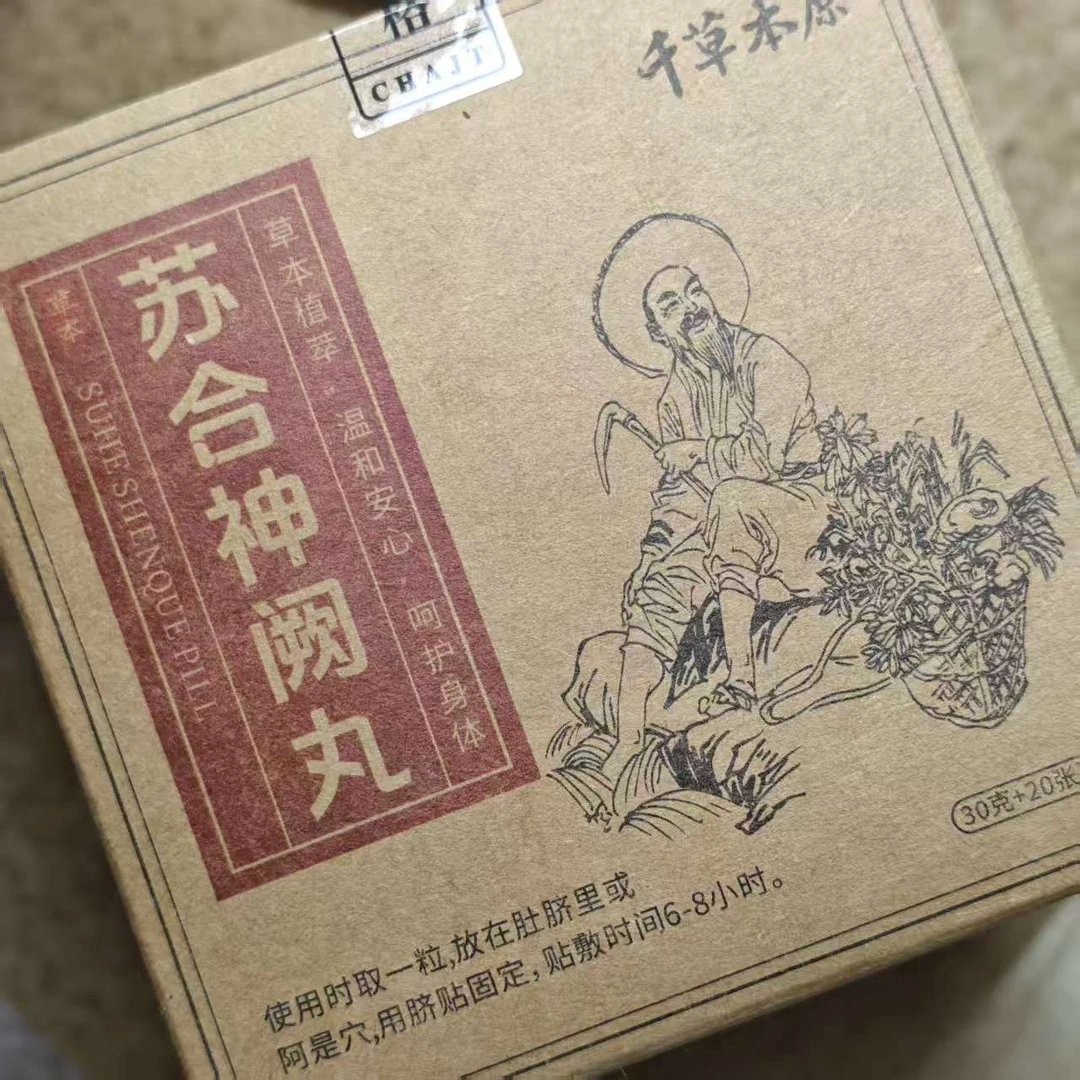 CHAJT
千草本原
草本
SUHE SHENQUE PILL
苏合神阙丸
草本植萃·温和安心·呵护身体
30克+20张
使用时取一粒,放在肚脐里或
阿是穴,用脐贴固定,贴敷时间6-8小时。